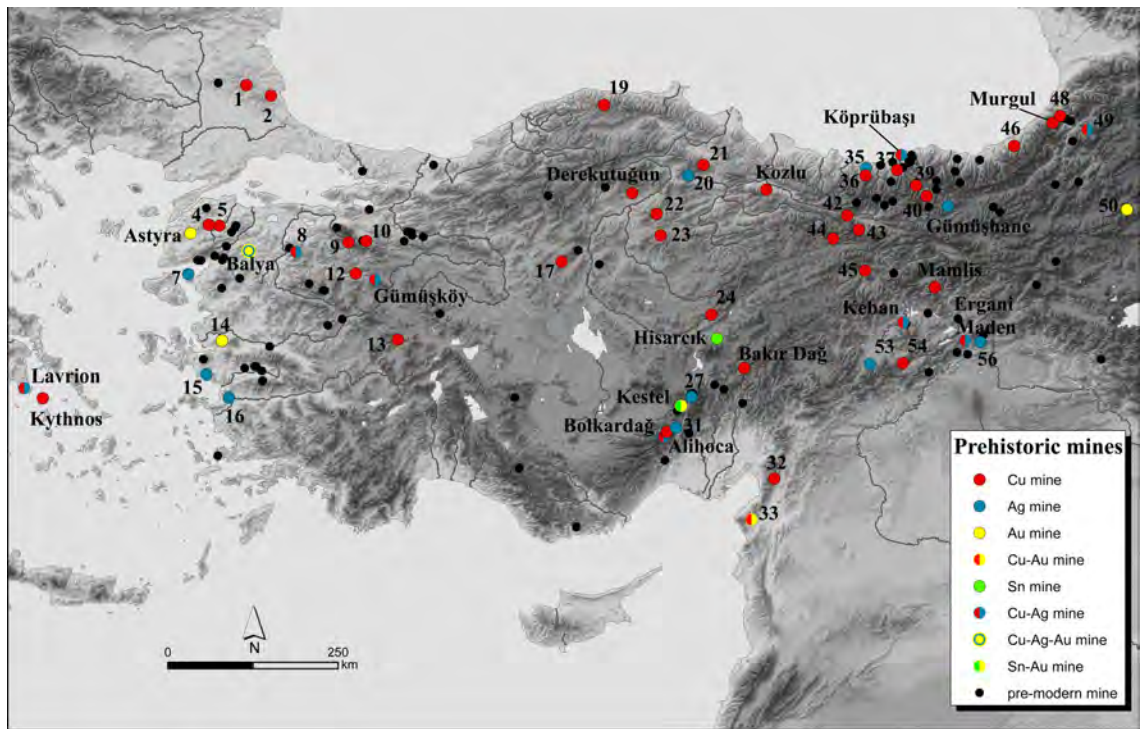 1
2
19
Murgul
48
49
Köprübaşı
46
35
37
36
39
40
21
20
Derekutuğun
Kozlu
22
23
42
43
44
Gümüşhane
50
4
5
Astyra
8
9
10
Balya
7
12
Gümüşköy
17
45
Mamlis
24
Keban
Ergani
Maden
14
13
Hisarcık
53
54
56
Bakır Dağ
15
16
Lavrion
Kythnos
27
Kestel
Bolkardağ
31
Alihoca
32
33
Prehistoric mines
Cu mine
Ag mine
Au mine
Cu-Au mine
Sn mine
Cu-Ag mine
Cu-Ag-Au mine
Sn-Au mine
pre-modern mine
N
0
250
km